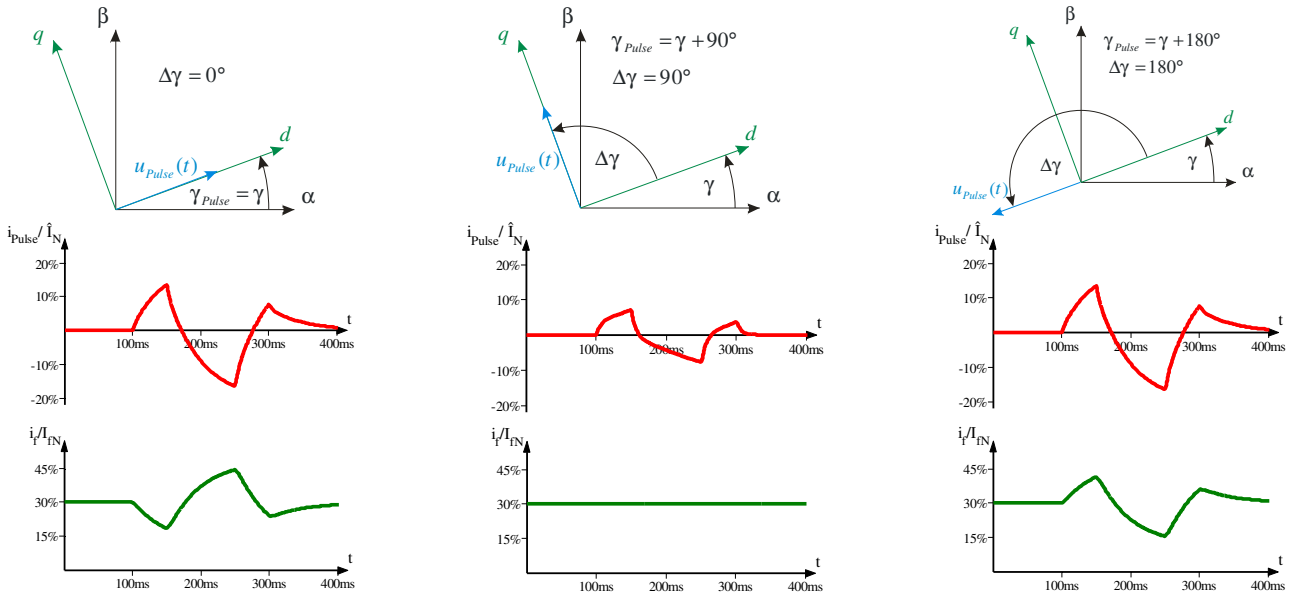 β
q
Δγ = 0°
d
u_Pulse(t)
γ_Pulse = γ
α
i_Pulse / Î_N
20%
10%
t
100ms
200ms
300ms
400ms
-10%
-20%
i_f/I_fN
45%
30%
15%
t
100ms
200ms
300ms
400ms
β
q
γ_Pulse = γ + 90°
Δγ = 90°
d
u_Pulse(t)
Δγ
γ
α
i_Pulse / Î_N
20%
10%
t
100ms
200ms
300ms
400ms
-10%
-20%
i_f/I_fN
45%
30%
15%
t
100ms
200ms
300ms
400ms
β
q
γ_Pulse = γ + 180°
Δγ = 180°
d
Δγ
γ
α
u_Pulse(t)
i_Pulse / Î_N
20%
10%
t
100ms
200ms
300ms
400ms
-10%
-20%
i_f/I_fN
45%
30%
15%
t
100ms
200ms
300ms
400ms